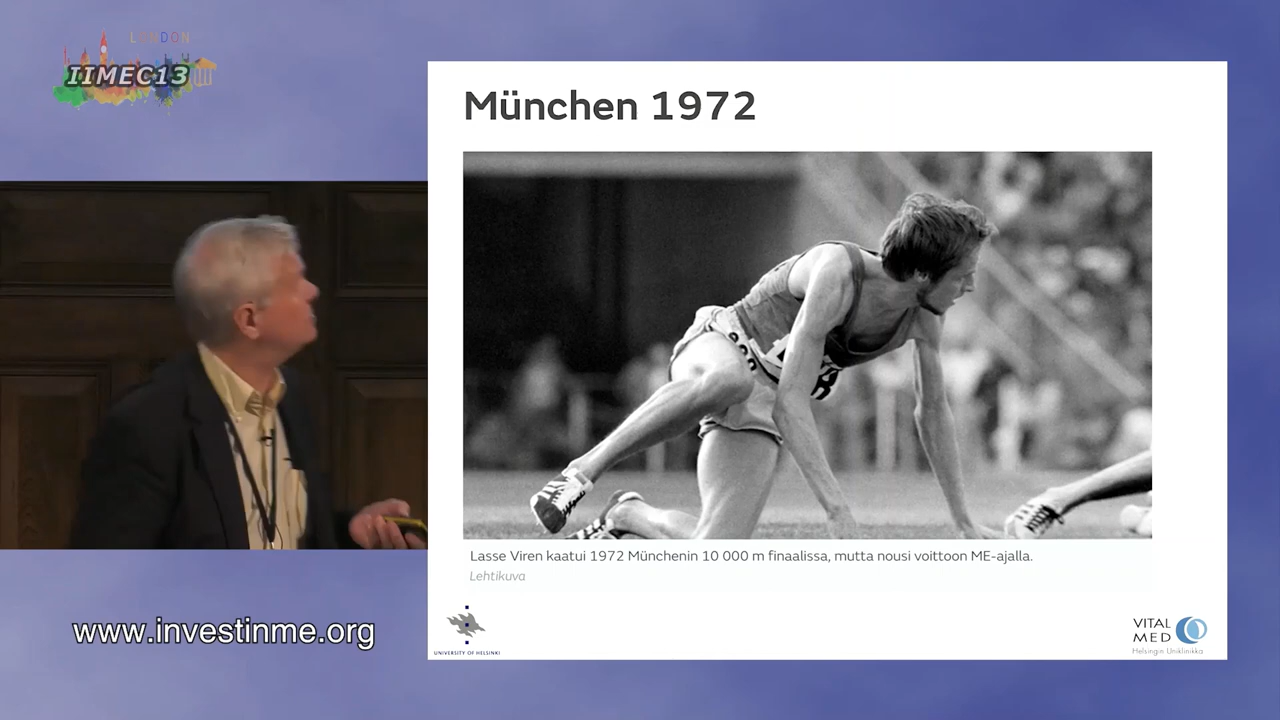 LONDON
IIMEC13
München 1972
Lasse Viren kaatui 1972 Münchenin 10 000 m finaalissa, mutta nousi voittoon ME-ajalla.
Lehtikuva
UNIVERSITY OF HELSINKI
VITAL
MED
Helsingin Uniklinikka
www.investinme.org